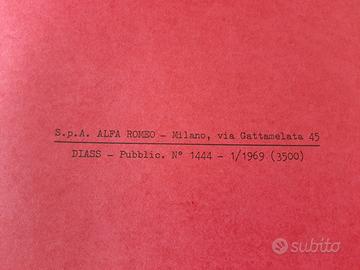 S.p.A. ALFA ROMEO - Milano, via Gattamelata 45
DIASS - Pubblic. N° 1444 - 1/1969 (3500)
subito